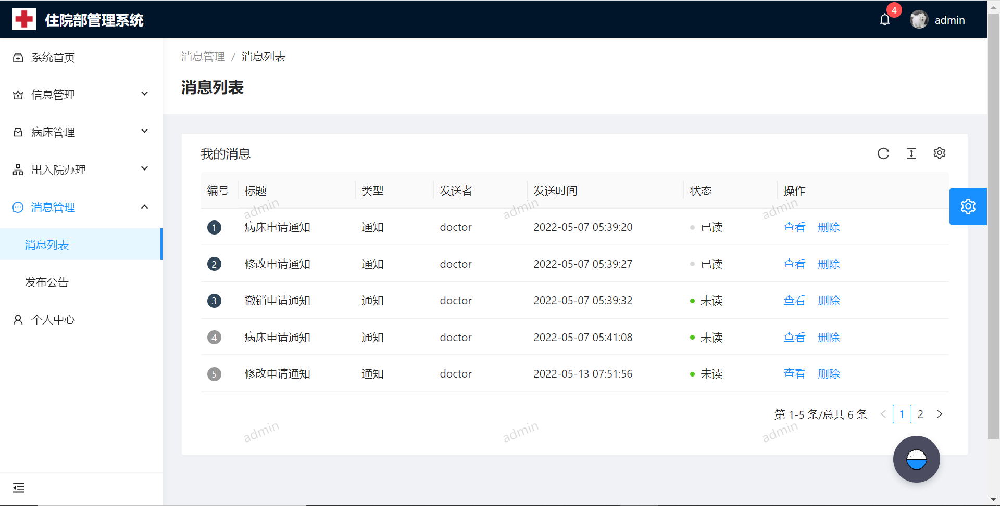 住院部管理系统
4
admin
系统首页
信息管理
病床管理
出入院办理
消息管理
消息列表
发布公告
个人中心
消息管理 / 消息列表
消息列表
我的消息
编号 标题 类型 发送者 发送时间 状态 操作
admin admin admin
1 病床申请通知 通知 doctor 2022-05-07 05:39:20 已读 查看 删除
2 修改申请通知 通知 doctor 2022-05-07 05:39:27 已读 查看 删除
3 撤销申请通知 通知 doctor 2022-05-07 05:39:32 未读 查看 删除
4 病床申请通知 通知 doctor 2022-05-07 05:41:08 未读 查看 删除
5 修改申请通知 通知 doctor 2022-05-13 07:51:56 未读 查看 删除
第 1-5 条/总共 6 条 < 1 2 >
admin admin admin